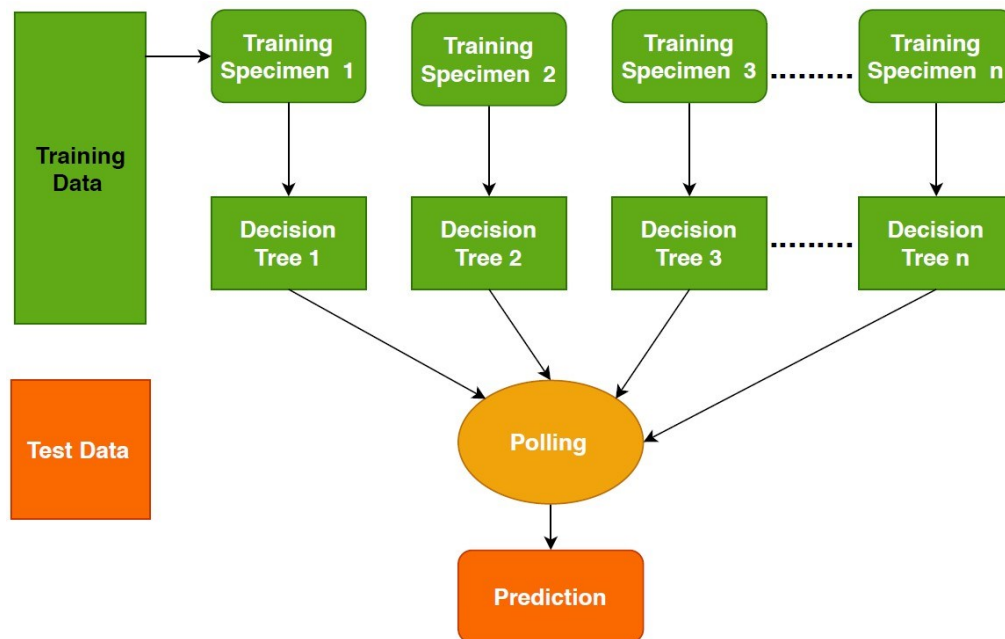 Training
Specimen 1
Training
Specimen 2
Training
Specimen 3
.........
Training
Specimen n
Training
Data
Decision
Tree 1
Decision
Tree 2
Decision
Tree 3
.........
Decision
Tree n
Test Data
Polling
Prediction